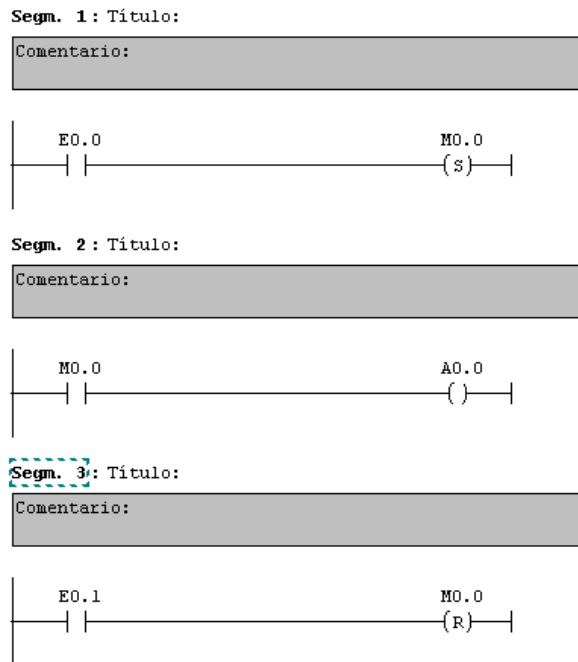 Segm. 1: Título:
Comentario:
E0.0 M0.0
S
Segm. 2: Título:
Comentario:
M0.0 A0.0
Segm. 3: Título:
Comentario:
E0.1 M0.0
R